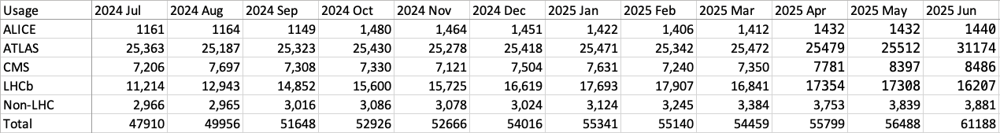 Usage 2024 Jul 2024 Aug 2024 Sep 2024 Oct 2024 Nov 2024 Dec 2025 Jan 2025 Feb 2025 Mar 2025 Apr 2025 May 2025 Jun
ALICE 1161 1164 1149 1,480 1,464 1,451 1,422 1,406 1,412 1432 1432 1440
ATLAS 25,363 25,187 25,323 25,430 25,278 25,418 25,471 25,342 25,472 25479 25512 31174
CMS 7,206 7,697 7,308 7,330 7,121 7,504 7,631 7,240 7,350 7781 8397 8486
LHCb 11,214 12,943 14,852 15,600 15,725 16,619 17,693 17,907 16,841 17354 17308 16207
Non-LHC 2,966 2,965 3,016 3,086 3,078 3,024 3,124 3,245 3,384 3,753 3,839 3,881
Total 47910 49956 51648 52926 52666 54016 55341 55140 54459 55799 56488 61188